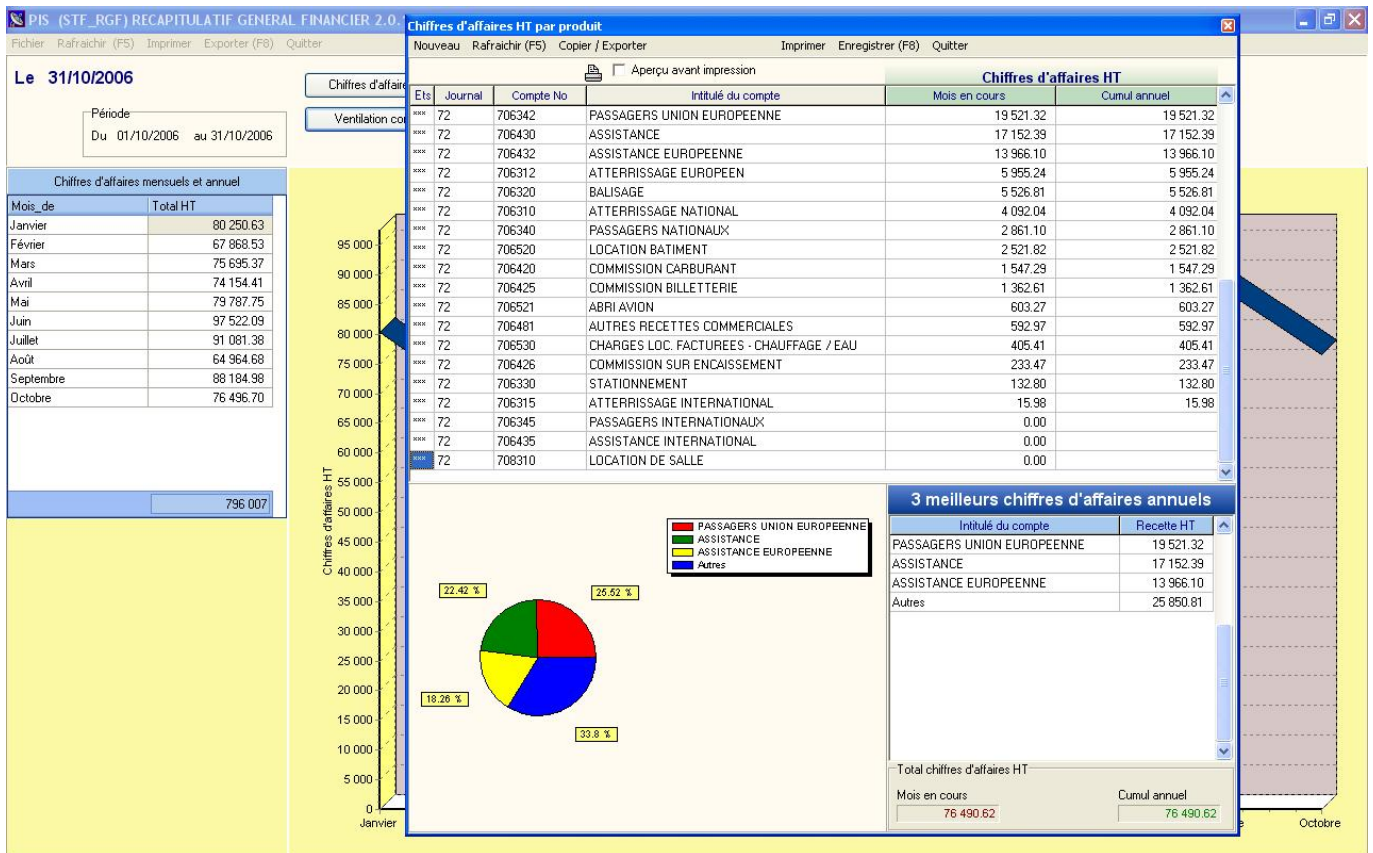 PIS (STF_RGF) RECAPITULATIF GENERAL FINANCIER 2.0.
Fichier Rafraichir (F5) Imprimer Exporter (F8) Quitter
Le 31/10/2006
Période
Du 01/10/2006 au 31/10/2006
Chiffres d'affaire
Ventilation co
Chiffres d'affaires mensuels et annuel
Mois_de Total HT
Janvier 80 250.63
Février 67 868.53
Mars 75 695.37
Avril 74 154.41
Mai 79 787.75
Juin 97 522.09
Juillet 91 081.38
Août 64 964.68
Septembre 88 184.98
Octobre 76 496.70
796 007
Chiffres d'affaires HT
95 000
90 000
85 000
80 000
75 000
70 000
65 000
60 000
55 000
50 000
45 000
40 000
35 000
30 000
25 000
20 000
15 000
10 000
5 000
0
Janvier
Octobre
Chiffres d'affaires HT par produit
Nouveau Rafraichir (F5) Copier / Exporter Imprimer Enregistrer (F8) Quitter
Aperçu avant impression
Chiffres d'affaires HT
Ets Journal Compte No Intitulé du compte Mois en cours Cumul annuel
*** 72 706342 PASSAGERS UNION EUROPEENNE 19 521.32 19 521.32
*** 72 706430 ASSISTANCE 17 152.39 17 152.39
*** 72 706432 ASSISTANCE EUROPEENNE 13 966.10 13 966.10
*** 72 706312 ATTERRISSAGE EUROPEEN 5 955.24 5 955.24
*** 72 706320 BALISAGE 5 526.81 5 526.81
*** 72 706310 ATTERRISSAGE NATIONAL 4 092.04 4 092.04
*** 72 706340 PASSAGERS NATIONAUX 2 861.10 2 861.10
*** 72 706520 LOCATION BATIMENT 2 521.82 2 521.82
*** 72 706420 COMMISSION CARBURANT 1 547.29 1 547.29
*** 72 706425 COMMISSION BILLETTERIE 1 362.61 1 362.61
*** 72 706521 ABRI AVION 603.27 603.27
*** 72 706481 AUTRES RECETTES COMMERCIALES 592.97 592.97
*** 72 706530 CHARGES LOC. FACTUREES - CHAUFFAGE / EAU 405.41 405.41
*** 72 706426 COMMISSION SUR ENCAISSEMENT 233.47 233.47
*** 72 706330 STATIONNEMENT 132.80 132.80
*** 72 706315 ATTERRISSAGE INTERNATIONAL 15.98 15.98
*** 72 706345 PASSAGERS INTERNATIONAUX 0.00
*** 72 706435 ASSISTANCE INTERNATIONAL 0.00
*** 72 708310 LOCATION DE SALLE 0.00
PASSAGERS UNION EUROPEENNE
ASSISTANCE
ASSISTANCE EUROPEENNE
Autres
22.42 %
25.52 %
18.26 %
33.8 %
3 meilleurs chiffres d'affaires annuels
Intitulé du compte Recette HT
PASSAGERS UNION EUROPEENNE 19 521.32
ASSISTANCE 17 152.39
ASSISTANCE EUROPEENNE 13 966.10
Autres 25 850.81
Total chiffres d'affaires HT
Mois en cours Cumul annuel
76 490.62 76 490.62